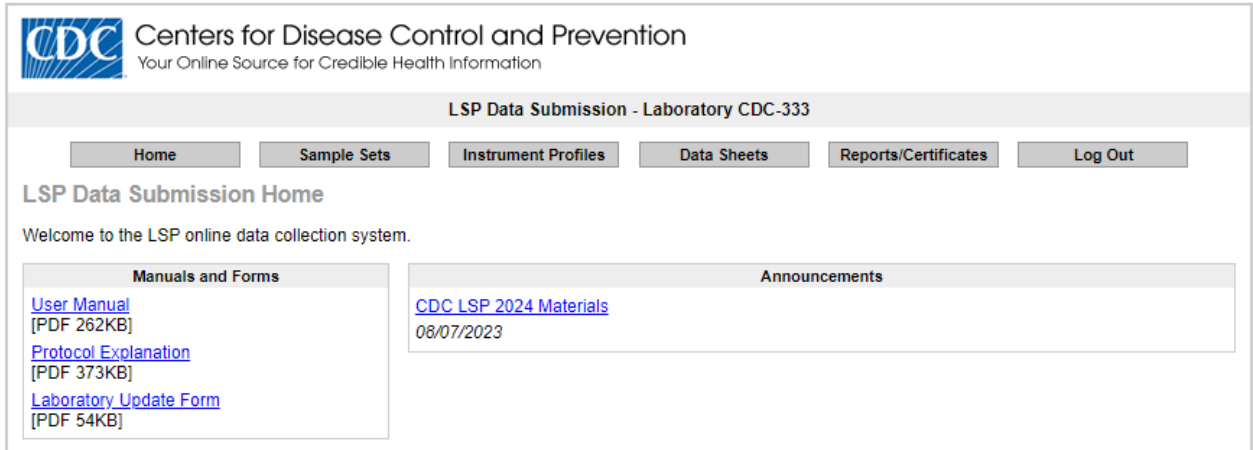 CDC
Centers for Disease Control and Prevention
Your Online Source for Credible Health Information
LSP Data Submission - Laboratory CDC-333
Home Sample Sets Instrument Profiles Data Sheets Reports/Certificates Log Out
LSP Data Submission Home
Welcome to the LSP online data collection system.
Manuals and Forms
User Manual
[PDF 262KB]
Protocol Explanation
[PDF 373KB]
Laboratory Update Form
[PDF 54KB]
Announcements
CDC LSP 2024 Materials
08/07/2023